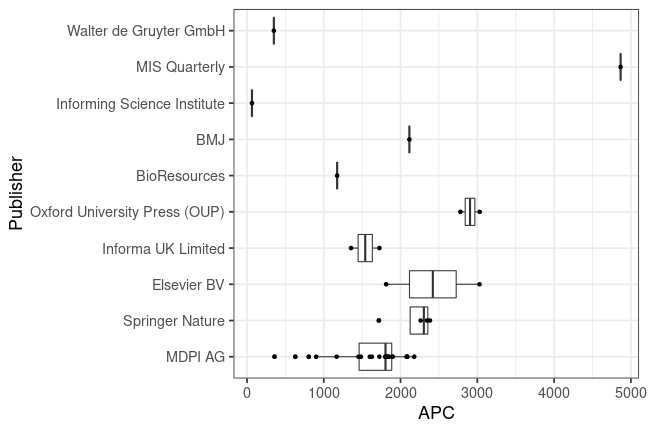 Walter de Gruyter GmbH
MIS Quarterly
Informing Science Institute
BMJ
BioResources
Oxford University Press (OUP)
Informa UK Limited
Elsevier BV
Springer Nature
MDPI AG
Publisher
0 1000 2000 3000 4000 5000
APC